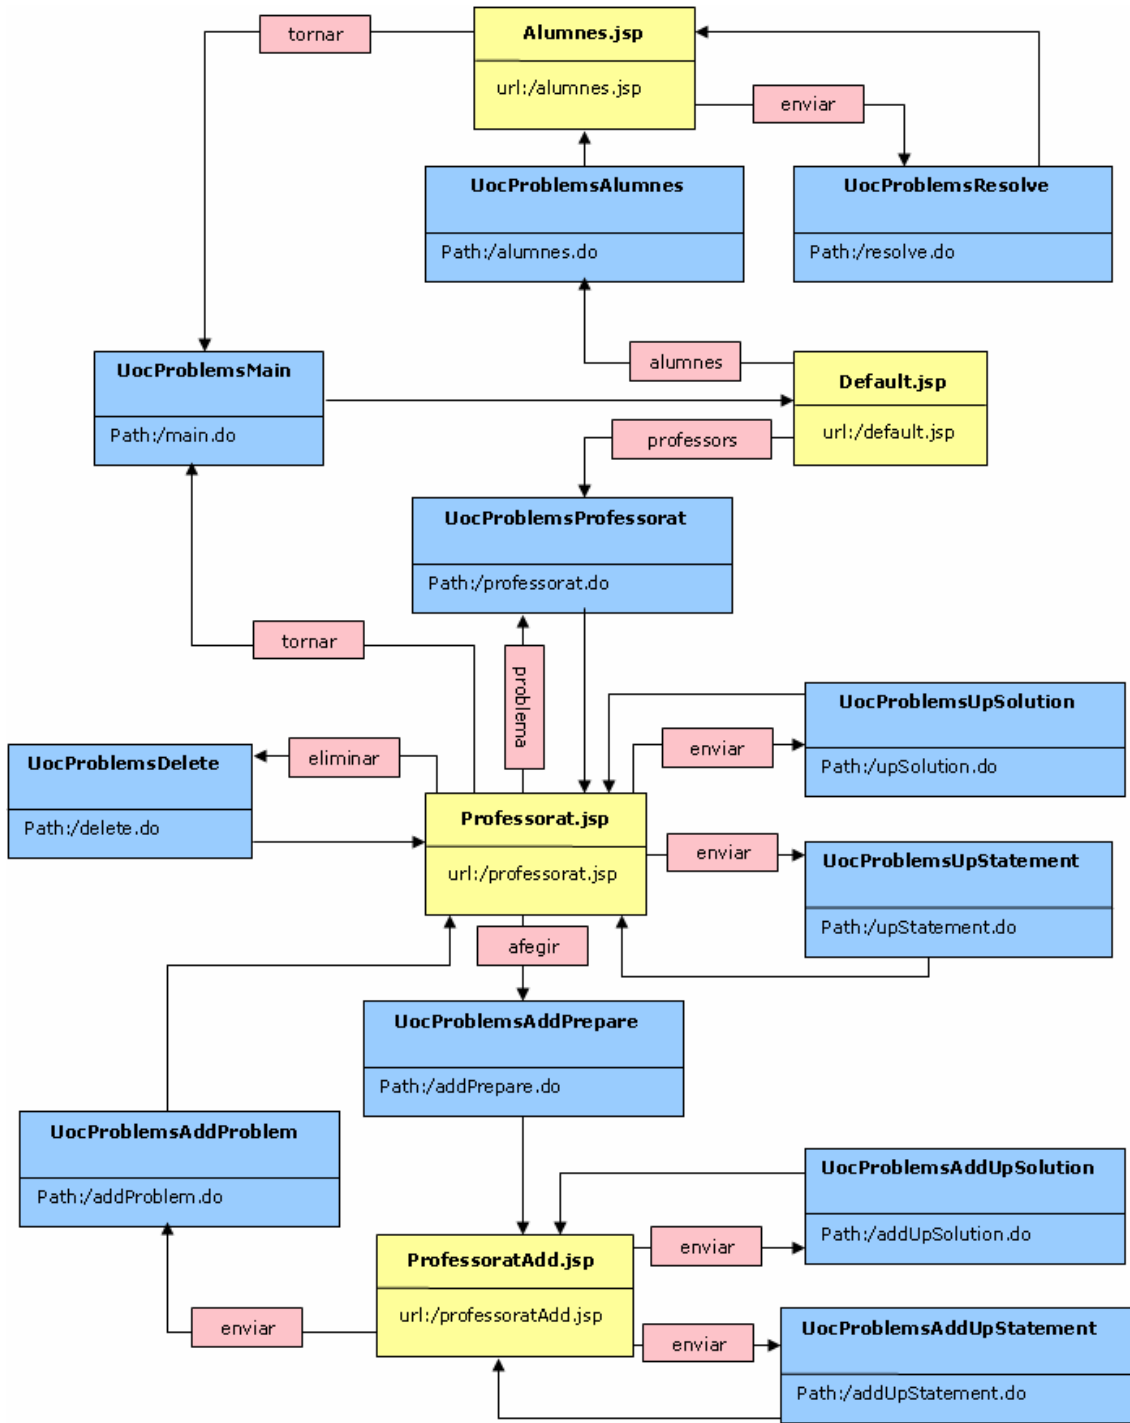 tornar
Alumnes.jsp
url:/alumnes.jsp
enviar
UocProblemsAlumnes
Path:/alumnes.do
UocProblemsResolve
Path:/resolve.do
UocProblemsMain
Path:/main.do
alumnes
Default.jsp
url:/default.jsp
professors
UocProblemsProfessorat
Path:/professorat.do
tornar
problema
UocProblemsUpSolution
Path:/upSolution.do
enviar
UocProblemsDelete
Path:/delete.do
eliminar
Professorat.jsp
url:/professorat.jsp
enviar
UocProblemsUpStatement
Path:/upStatement.do
afegir
UocProblemsAddPrepare
Path:/addPrepare.do
UocProblemsAddProblem
Path:/addProblem.do
UocProblemsAddUpSolution
Path:/addUpSolution.do
enviar
ProfessoratAdd.jsp
url:/professoratAdd.jsp
enviar
enviar
UocProblemsAddUpStatement
Path:/addUpStatement.do